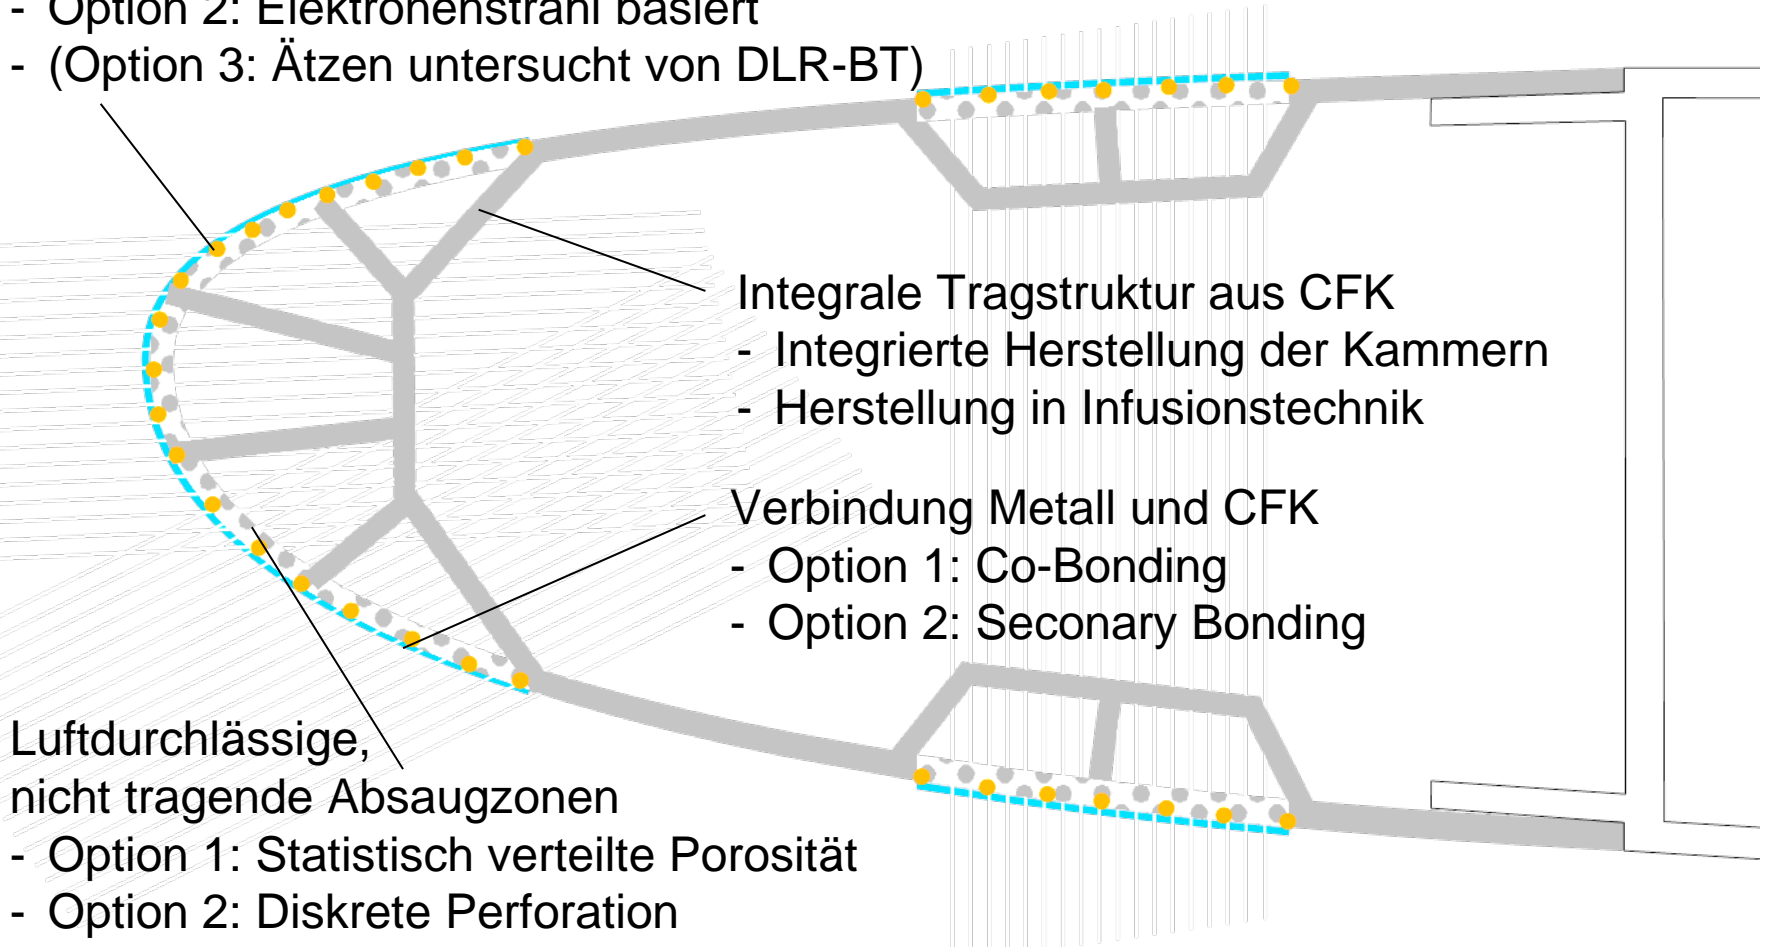 - Option 2: Elektronenstrahl basiert
- (Option 3: Ätzen untersucht von DLR-BT)
Integrale Tragstruktur aus CFK
- Integrierte Herstellung der Kammern
- Herstellung in Infusionstechnik
Verbindung Metall und CFK
- Option 1: Co-Bonding
- Option 2: Seconary Bonding
Luftdurchlässige,
nicht tragende Absaugzonen
- Option 1: Statistisch verteilte Porosität
- Option 2: Diskrete Perforation